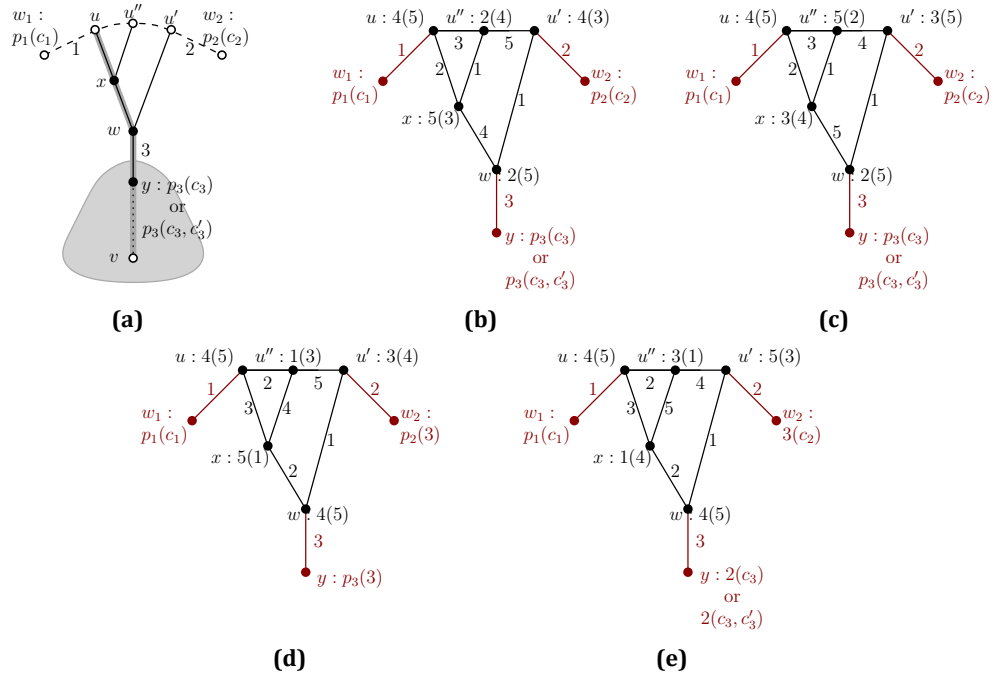 w₁ :
p₁(c₁)
u
u′′
u′
w₂ :
p₂(c₂)
1
2
x
w
3
y : p₃(c₃)
or
p₃(c₃, c′₃)
v
(a)
u : 4(5)
u′′ : 2(4)
u′ : 4(3)
1
3
5
2
w₁ :
p₁(c₁)
2
1
w₂ :
p₂(c₂)
x : 5(3)
1
4
w : 2(5)
3
y : p₃(c₃)
or
p₃(c₃, c′₃)
(b)
u : 4(5)
u′′ : 5(2)
u′ : 3(5)
1
3
4
2
w₁ :
p₁(c₁)
2
1
w₂ :
p₂(c₂)
x : 3(4)
1
5
w : 2(5)
3
y : p₃(c₃)
or
p₃(c₃, c′₃)
(c)
u : 4(5)
u′′ : 1(3)
u′ : 3(4)
1
2
5
2
w₁ :
p₁(c₁)
3
4
w₂ :
p₂(3)
x : 5(1)
1
2
w : 4(5)
3
y : p₃(3)
(d)
u : 4(5)
u′′ : 3(1)
u′ : 5(3)
1
2
4
2
w₁ :
p₁(c₁)
3
5
w₂ :
3(c₂)
x : 1(4)
1
2
w : 4(5)
3
y : 2(c₃)
or
2(c₃, c′₃)
(e)